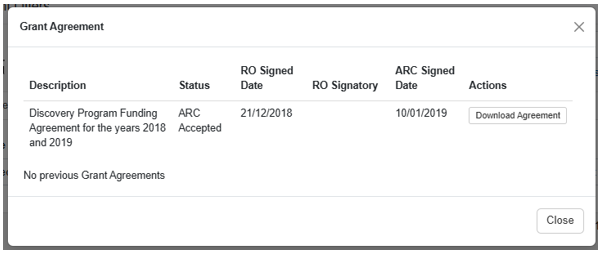 Grant Agreement
Description Status RO Signed Date RO Signatory ARC Signed Date Actions
Discovery Program Funding Agreement for the years 2018 and 2019 ARC Accepted 21/12/2018 10/01/2019 Download Agreement
No previous Grant Agreements
Close